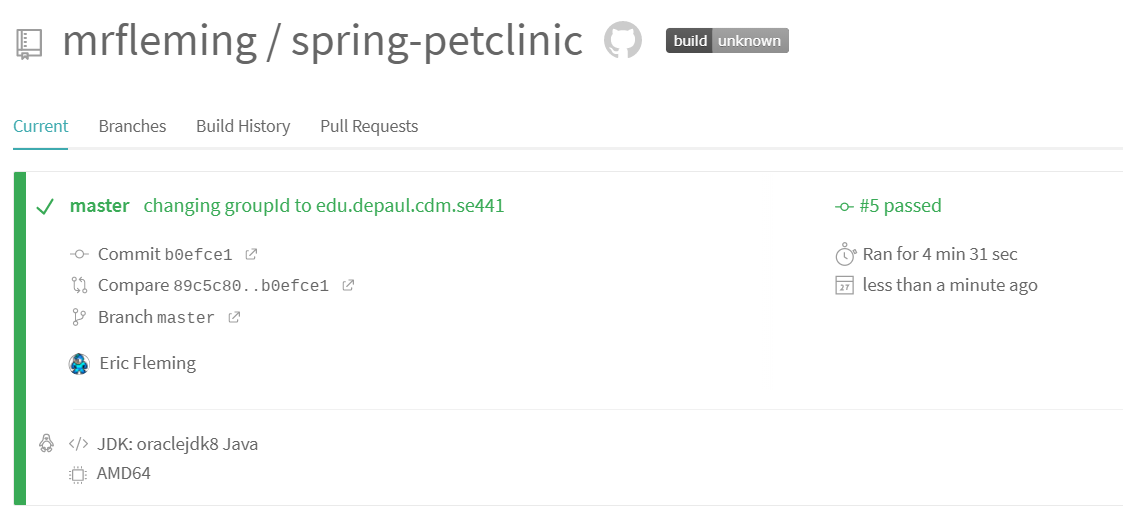 mrfleming / spring-petclinic build unknown
Current Branches Build History Pull Requests
master changing groupId to edu.depaul.cdm.se441 #5 passed
Commit b0efce1 Ran for 4 min 31 sec
Compare 89c5c80..b0efce1 27 less than a minute ago
Branch master
Eric Fleming
</> JDK: oraclejdk8 Java
AMD64